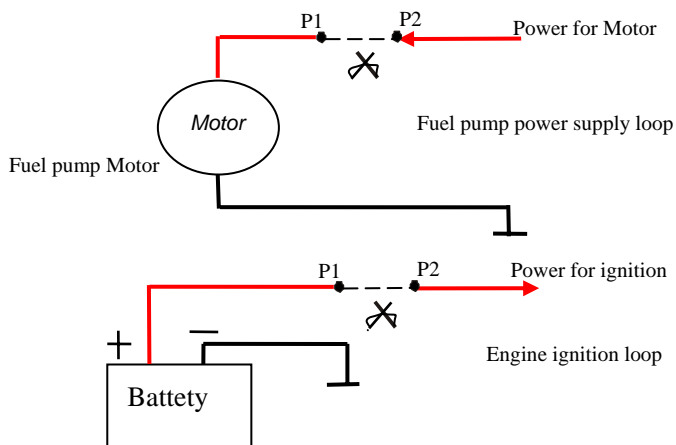 P1
P2
Power for Motor
Motor
Fuel pump power supply loop
Fuel pump Motor
P1
P2
Power for ignition
+
−
Engine ignition loop
Battety